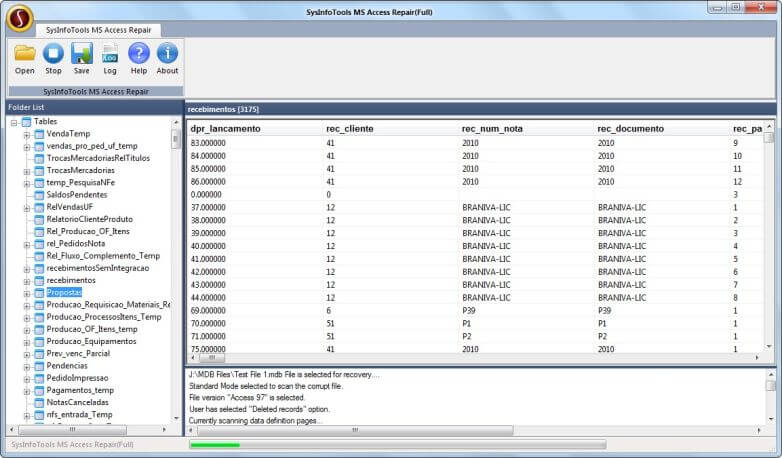 SysInfoTools MS Access Repair(Full)
SysInfoTools MS Access Repair
Open Stop Save Log Help About
SysInfoTools MS Access Repair
Folder List
Tables
VendaTemp
vendas_pro_ped_uf_temp
TrocasMercadoriasRelTitulos
TrocasMercadorias
temp_PesquisaNFe
SaldosPendentes
RelVendasUF
RelatorioClienteProduto
Rel_Producao_OF_Itens
rel_PedidosNota
Rel_Fluxo_Complemento_Temp
recebimentosSemIntegracao
recebimentos
Propostas
Producao_Requisicao_Materiais_Re
Producao_ProcessosItens_Temp
Producao_OF_Itens_temp
Producao_Equipamentos
Prev_venc_Parcial
Pendencias
PedidoImpressao
Pagamentos_temp
NotasCanceladas
nfs_entrada_Temp
recebimentos [3175]
dpr_lancamento rec_cliente rec_num_nota rec_documento rec_pa
83.000000 41 2010 2010 9
84.000000 41 2010 2010 10
85.000000 41 2010 2010 11
86.000000 41 2010 2010 12
0.000000 0 3
37.000000 12 BRANIVA-LIC BRANIVA-LIC 1
38.000000 12 BRANIVA-LIC BRANIVA-LIC 2
39.000000 12 BRANIVA-LIC BRANIVA-LIC 3
40.000000 12 BRANIVA-LIC BRANIVA-LIC 4
41.000000 12 BRANIVA-LIC BRANIVA-LIC 5
42.000000 12 BRANIVA-LIC BRANIVA-LIC 6
43.000000 12 BRANIVA-LIC BRANIVA-LIC 7
44.000000 12 BRANIVA-LIC BRANIVA-LIC 8
69.000000 6 P39 P39 1
70.000000 51 P1 P1 1
71.000000 51 P2 P2 1
75.000000 41 2010 2010 1
J:\MDB Files\Test File 1.mdb File is selected for recovery....
Standard Mode selected to scan the corrupt file.
File version "Access 97" is selected.
User has selected "Deleted records" option.
Currently scanning data definition pages...
SysInfoTools MS Access Repair(Full)